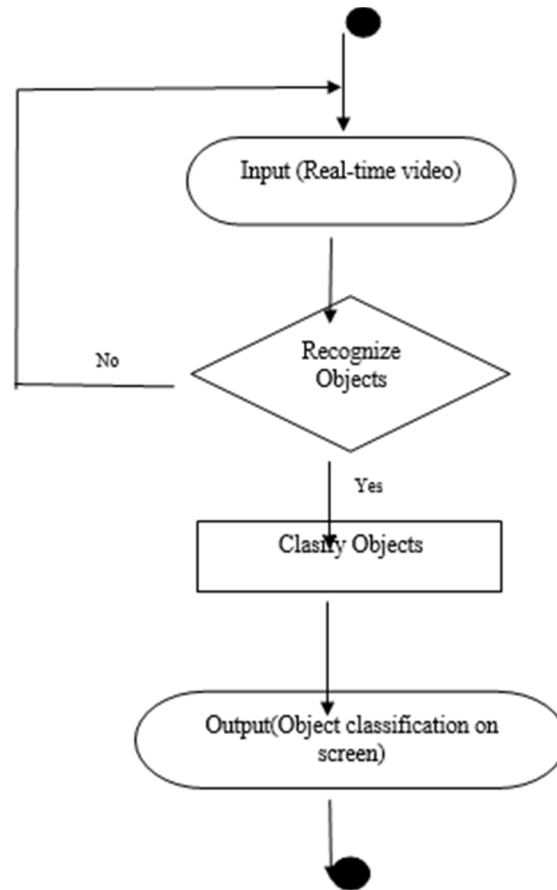 Input (Real-time video)
Recognize
Objects
No
Yes
Clasify Objects
Output(Object classification on
screen)